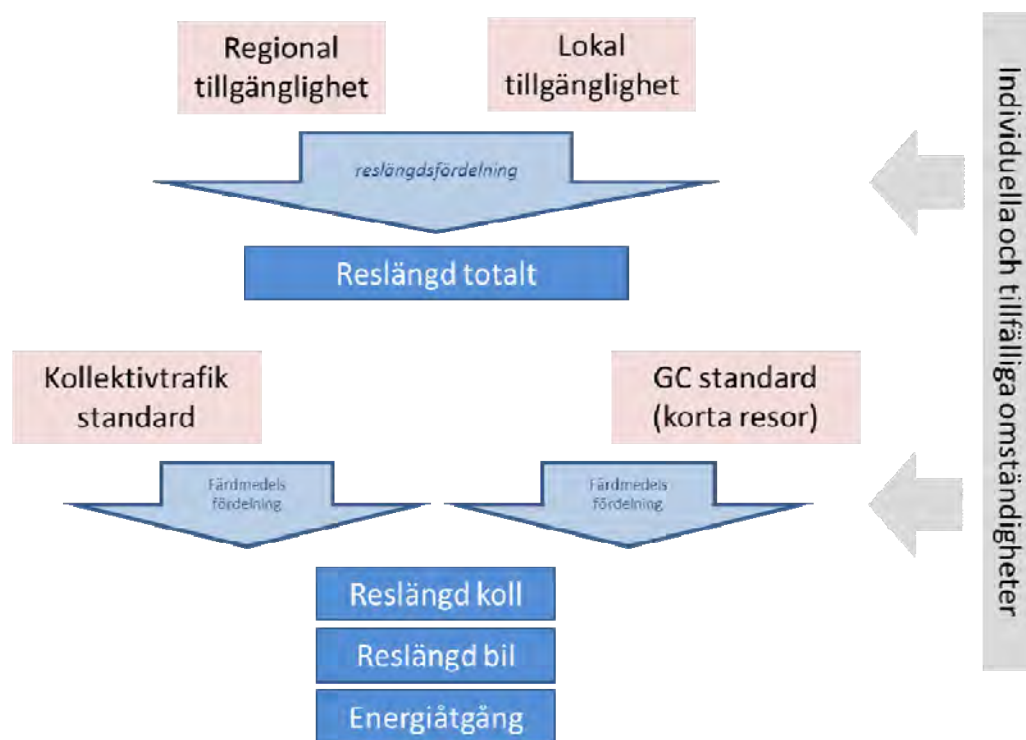 Regional
tillgänglighet
Lokal
tillgänglighet
reslängdsfördelning
Reslängd totalt
Kollektivtrafik
standard
GC standard
(korta resor)
Färdmedels
fördelning
Färdmedels
fördelning
Reslängd koll
Reslängd bil
Energiåtgång
Individuella och tillfälliga omständigheter